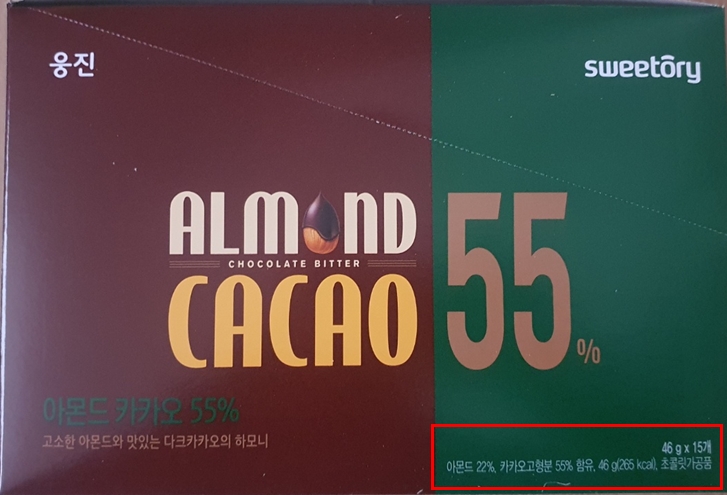 웅진
sweetory
ALMOND
CHOCOLATE BITTER
CACAO
55%
아몬드 카카오 55%
고소한 아몬드와 맛있는 다크카카오의 하모니
46 g x 15개
아몬드 22%, 카카오고형분 55% 함유, 46 g(265 kcal), 초콜릿가공품